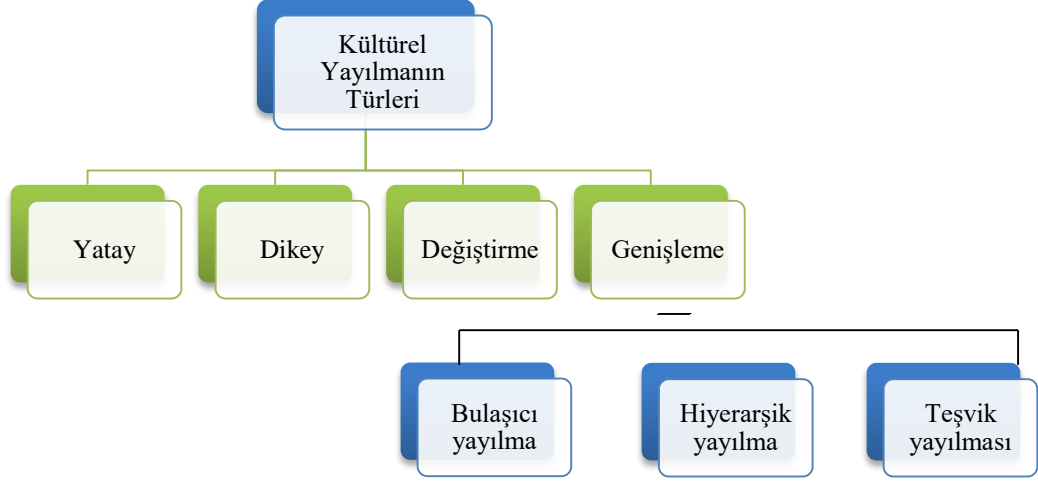 Kültürel
Yayılmanın
Türleri
Yatay
Dikey
Değiştirme
Genişleme
Bulaşıcı
yayılma
Hiyerarşik
yayılma
Teşvik
yayılması